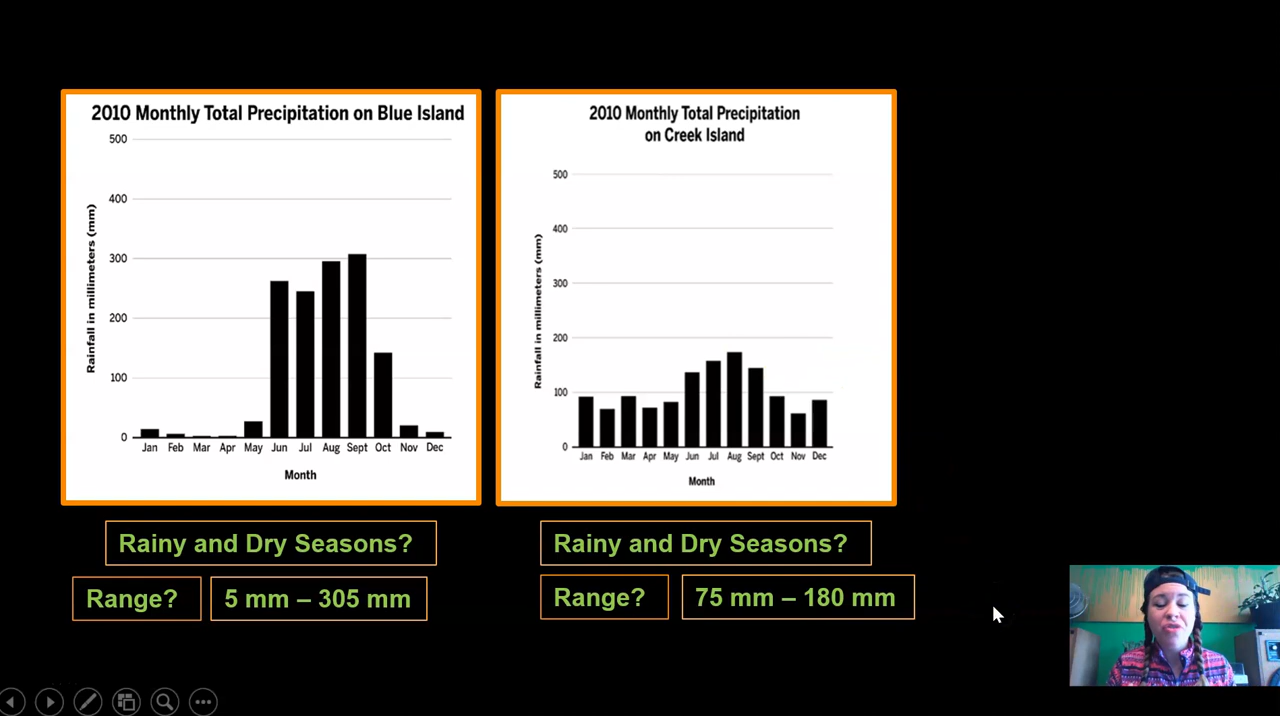 2010 Monthly Total Precipitation on Blue Island
500
400
300
200
100
0
Rainfall in millimeters (mm)
Jan Feb Mar Apr May Jun Jul Aug Sept Oct Nov Dec
Month
2010 Monthly Total Precipitation
on Creek Island
500
400
300
200
100
0
Rainfall in millimeters (mm)
Jan Feb Mar Apr May Jun Jul Aug Sept Oct Nov Dec
Month
Rainy and Dry Seasons?
Range?
5 mm – 305 mm
Rainy and Dry Seasons?
Range?
75 mm – 180 mm